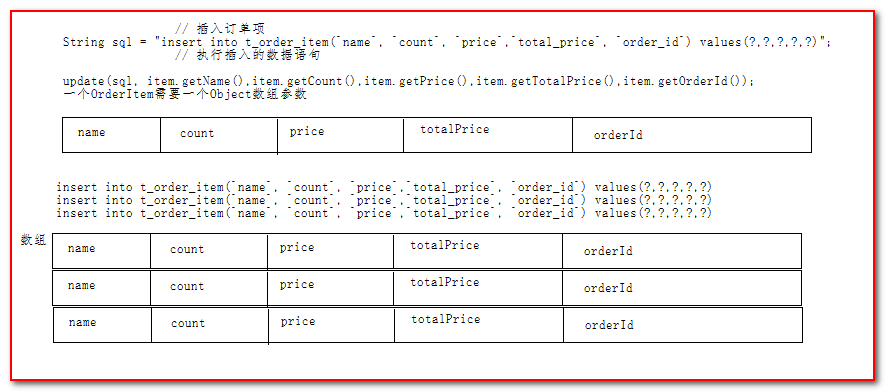 // 插入订单项
String sql = "insert into t_order_item(`name`, `count`, `price`,`total_price`, `order_id`) values(?,?,?,?,?)";
// 执行插入的数据语句
update(sql, item.getName(),item.getCount(),item.getPrice(),item.getTotalPrice(),item.getOrderId());
一个OrderItem需要一个Object数组参数
name count price totalPrice orderId
insert into t_order_item(`name`, `count`, `price`,`total_price`, `order_id`) values(?,?,?,?,?)
insert into t_order_item(`name`, `count`, `price`,`total_price`, `order_id`) values(?,?,?,?,?)
insert into t_order_item(`name`, `count`, `price`,`total_price`, `order_id`) values(?,?,?,?,?)
数组 name count price totalPrice orderId
name count price totalPrice orderId
name count price totalPrice orderId